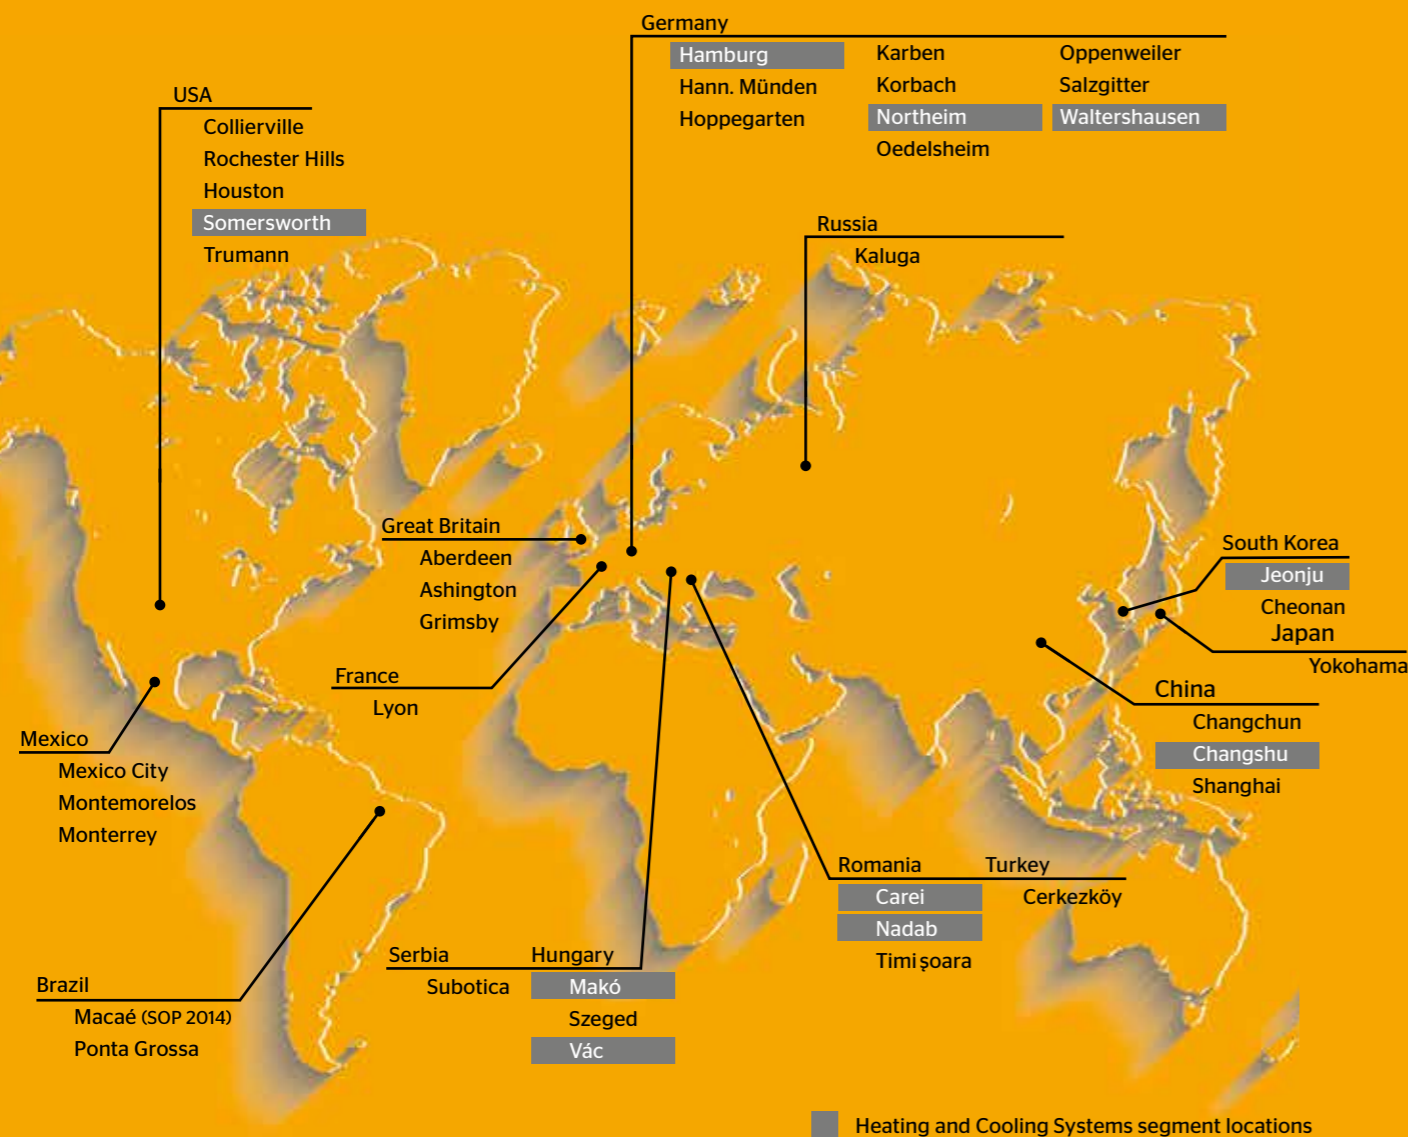 Germany
Hamburg
Hann. Münden
Hoppegarten
Karben
Korbach
Northeim
Oedelsheim
Oppenweiler
Salzgitter
Waltershausen
USA
Collierville
Rochester Hills
Houston
Somersworth
Trumann
Russia
Kaluga
Great Britain
Aberdeen
Ashington
Grimsby
South Korea
Jeonju
Cheonan
Japan
Yokohama
France
Lyon
China
Changchun
Changshu
Shanghai
Mexico
Mexico City
Montemorelos
Monterrey
Romania
Carei
Nadab
Timişoara
Turkey
Cerkezköy
Serbia
Subotica
Hungary
Makó
Szeged
Vác
Brazil
Macaé (SOP 2014)
Ponta Grossa
Heating and Cooling Systems segment locations